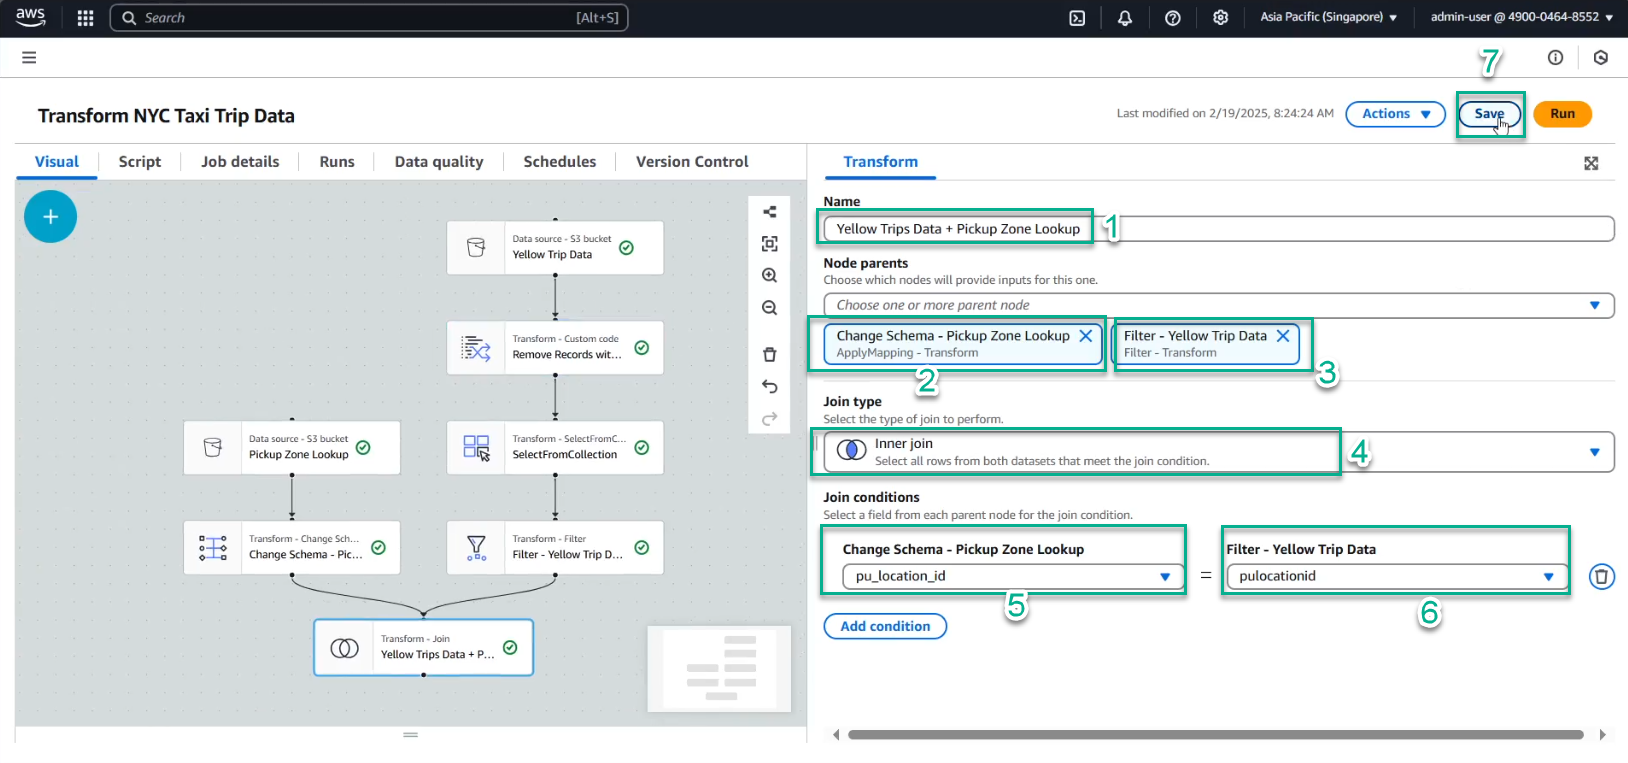 aws
Search
[Alt+S]
Asia Pacific (Singapore)
admin-user @ 4900-0464-8552
7
Transform NYC Taxi Trip Data
Last modified on 2/19/2025, 8:24:24 AM
Actions
Save
Run
Visual
Script
Job details
Runs
Data quality
Schedules
Version Control
Data source - S3 bucket
Yellow Trip Data
Transform - Custom code
Remove Records wit...
Data source - S3 bucket
Pickup Zone Lookup
Transform - SelectFromC...
SelectFromCollection
Transform - Change Sch...
Change Schema - Pic...
Transform - Filter
Filter - Yellow Trip D...
Transform - Join
Yellow Trips Data + P...
Transform
Name
Yellow Trips Data + Pickup Zone Lookup
1
Node parents
Choose which nodes will provide inputs for this one.
Choose one or more parent node
Change Schema - Pickup Zone Lookup
ApplyMapping - Transform
2
Filter - Yellow Trip Data
Filter - Transform
3
Join type
Select the type of join to perform.
Inner join
Select all rows from both datasets that meet the join condition.
4
Join conditions
Select a field from each parent node for the join condition.
Change Schema - Pickup Zone Lookup
pu_location_id
5
=
Filter - Yellow Trip Data
pulocationid
6
Add condition